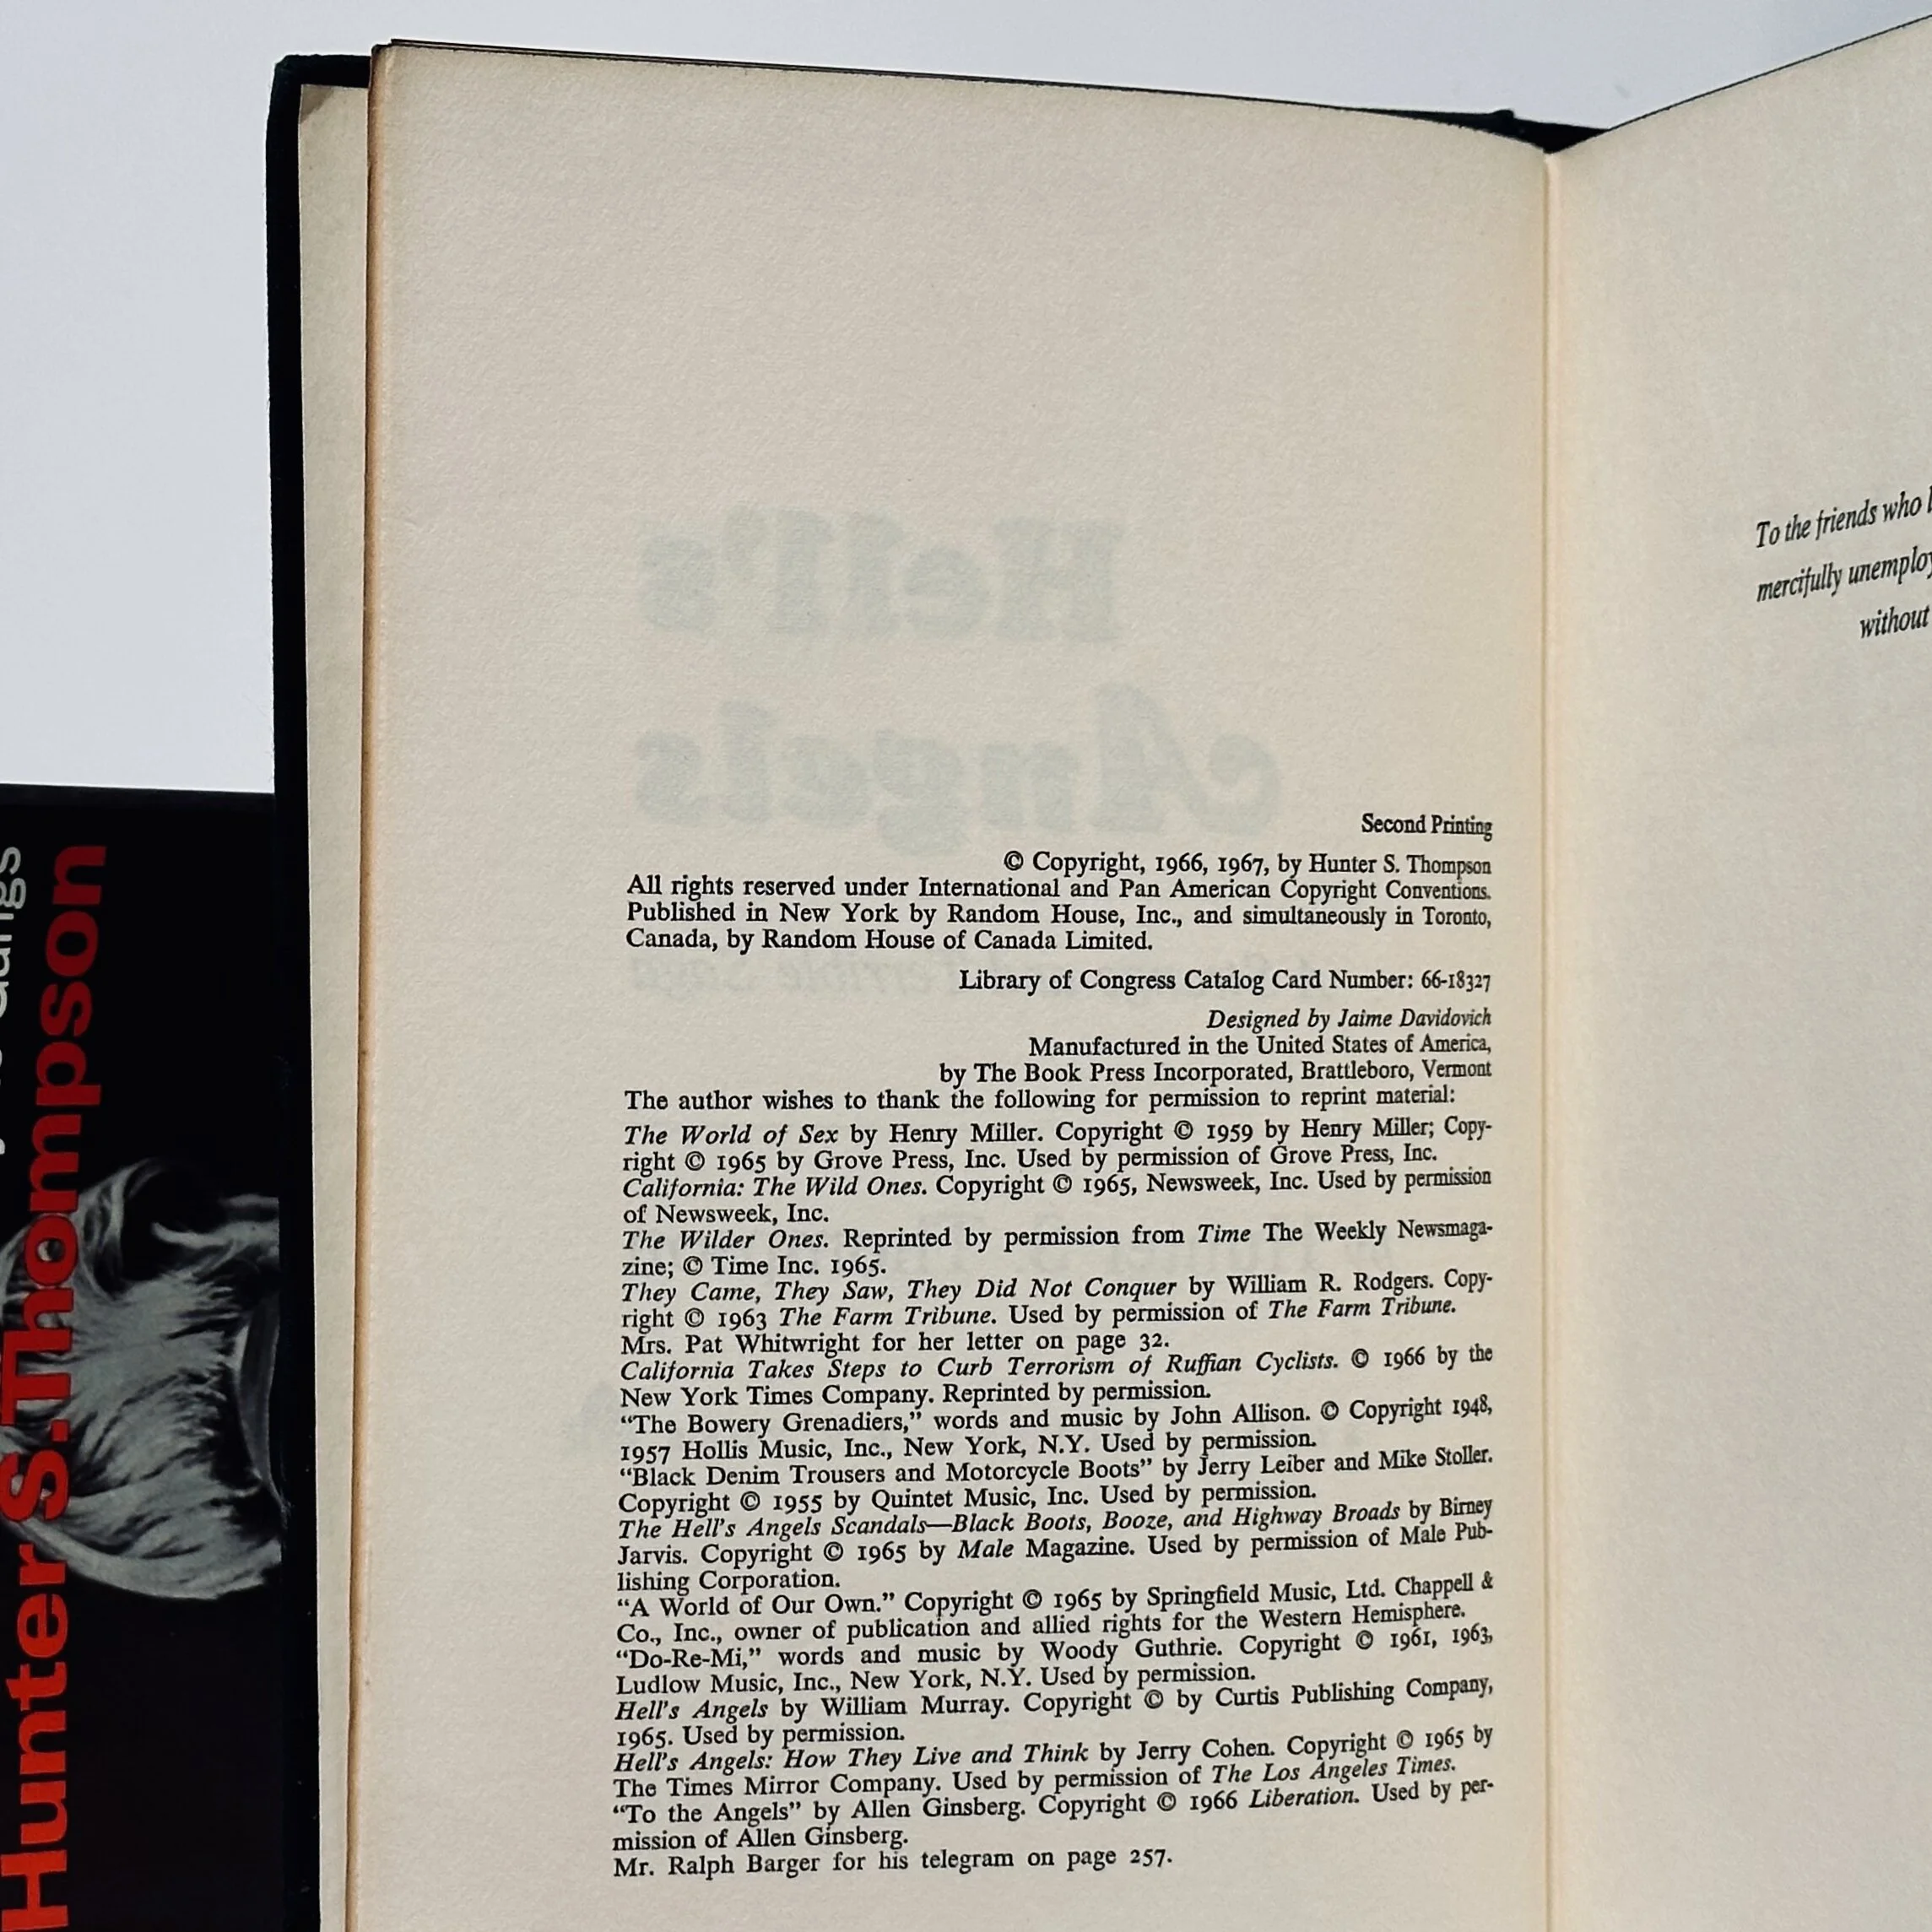 Hunter S. Thompson
Hell's
Angels
Second Printing
© Copyright, 1966, 1967, by Hunter S. Thompson
All rights reserved under International and Pan American Copyright Conventions.
Published in New York by Random House, Inc., and simultaneously in Toronto,
Canada, by Random House of Canada Limited.
Library of Congress Catalog Card Number: 66-18327
Designed by Jaime Davidovich
Manufactured in the United States of America,
by The Book Press Incorporated, Brattleboro, Vermont
The author wishes to thank the following for permission to reprint material:
The World of Sex by Henry Miller. Copyright © 1959 by Henry Miller; Copy-
right © 1965 by Grove Press, Inc. Used by permission of Grove Press, Inc.
California: The Wild Ones. Copyright © 1965, Newsweek, Inc. Used by permission
of Newsweek, Inc.
The Wilder Ones. Reprinted by permission from Time The Weekly Newsmaga-
zine; © Time Inc. 1965.
They Came, They Saw, They Did Not Conquer by William R. Rodgers. Copy-
right © 1963 The Farm Tribune. Used by permission of The Farm Tribune.
Mrs. Pat Whitwright for her letter on page 32.
California Takes Steps to Curb Terrorism of Ruffian Cyclists. © 1966 by the
New York Times Company. Reprinted by permission.
“The Bowery Grenadiers,” words and music by John Allison. © Copyright 1948,
1957 Hollis Music, Inc., New York, N.Y. Used by permission.
“Black Denim Trousers and Motorcycle Boots” by Jerry Leiber and Mike Stoller.
Copyright © 1955 by Quintet Music, Inc. Used by permission.
The Hell's Angels Scandals—Black Boots, Booze, and Highway Broads by Birney
Jarvis. Copyright © 1965 by Male Magazine. Used by permission of Male Pub-
lishing Corporation.
“A World of Our Own.” Copyright © 1965 by Springfield Music, Ltd. Chappell &
Co., Inc., owner of publication and allied rights for the Western Hemisphere.
“Do-Re-Mi,” words and music by Woody Guthrie. Copyright © 1961, 1963,
Ludlow Music, Inc., New York, N.Y. Used by permission.
Hell's Angels by William Murray. Copyright © by Curtis Publishing Company,
1965. Used by permission.
Hell's Angels: How They Live and Think by Jerry Cohen. Copyright © 1965 by
The Times Mirror Company. Used by permission of The Los Angeles Times.
“To the Angels” by Allen Ginsberg. Copyright © 1966 Liberation. Used by per-
mission of Allen Ginsberg.
Mr. Ralph Barger for his telegram on page 257.
To the friends who
mercifully
without